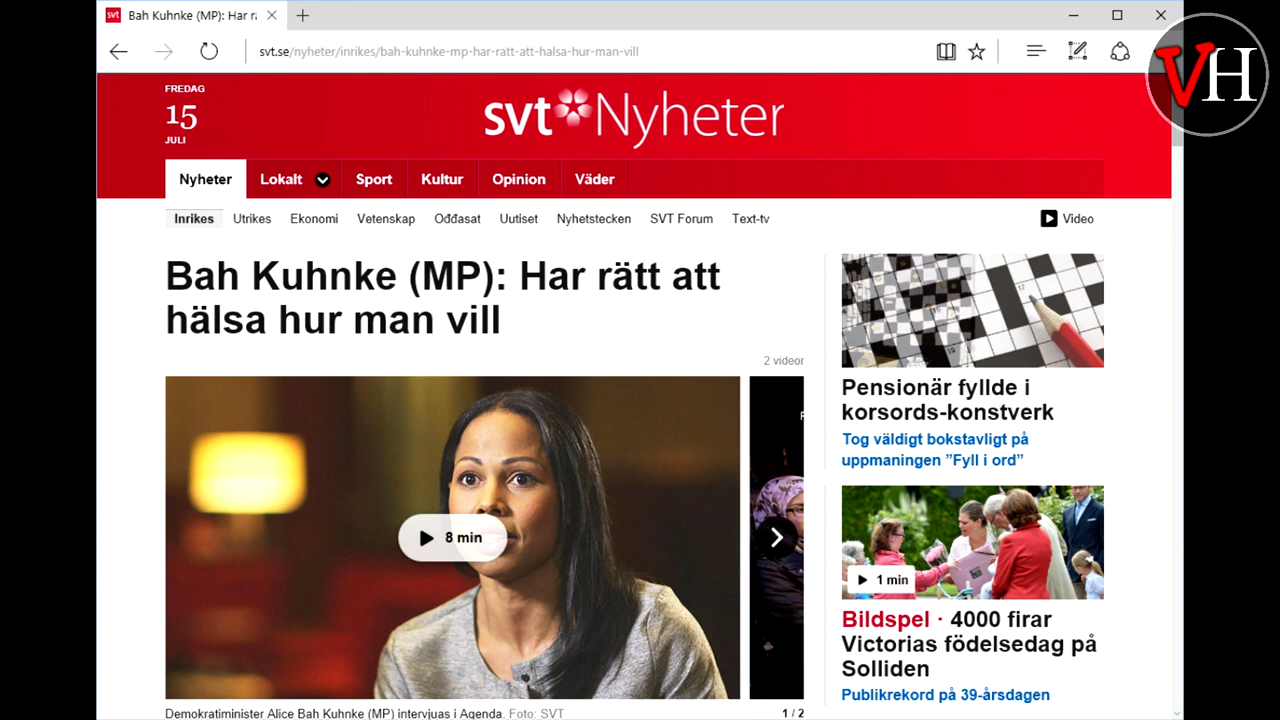 svt
Bah Kuhnke (MP): Har r
svt.se/nyheter/inrikes/bah-kuhnke-mp-har-ratt-att-halsa-hur-man-vill
VH
FREDAG
15
JULI
svt Nyheter
Nyheter Lokalt Sport Kultur Opinion Väder
Inrikes Utrikes Ekonomi Vetenskap Ođđasat Uutiset Nyhetstecken SVT Forum Text-tv Video
Bah Kuhnke (MP): Har rätt att
hälsa hur man vill
2 videor
8 min
Demokratiminister Alice Bah Kuhnke (MP) intervjuas i Agenda. Foto: SVT
1 / 2
17
19
Pensionär fyllde i
korsords-konstverk
Tog väldigt bokstavligt på
uppmaningen ”Fyll i ord”
1 min
Bildspel · 4000 firar
Victorias födelsedag på
Solliden
Publikrekord på 39-årsdagen